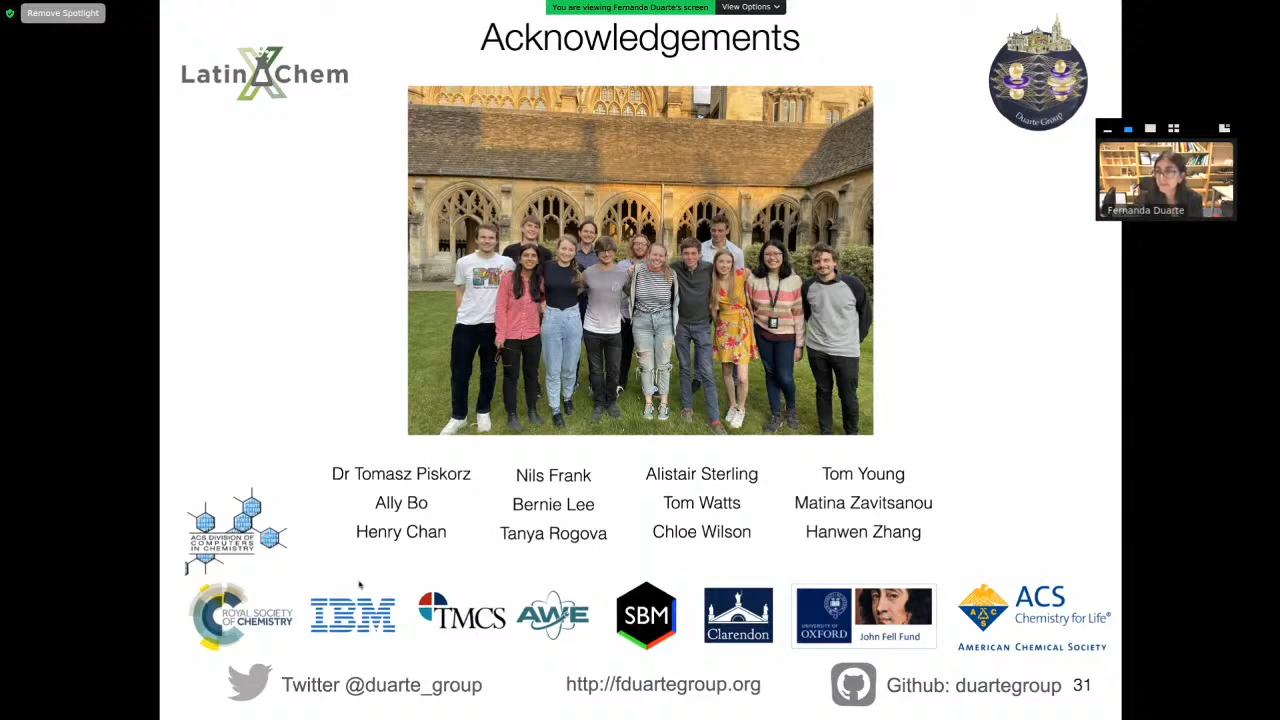 Remove Spotlight
You are viewing Fernanda Duarte's screen
View Options
Acknowledgements
LatinXChem
Duarte Group
Fernanda Duarte
Dr Tomasz Piskorz
Ally Bo
Henry Chan
Nils Frank
Bernie Lee
Tanya Rogova
Alistair Sterling
Tom Watts
Chloe Wilson
Tom Young
Matina Zavitsanou
Hanwen Zhang
ACS DIVISION OF
COMPUTERS
IN CHEMISTRY
ROYAL SOCIETY
OF CHEMISTRY
IBM
TMCS
AWE
SBM
Clarendon
UNIVERSITY OF
OXFORD
John Fell Fund
ACS
Chemistry for Life®
AMERICAN CHEMICAL SOCIETY
Twitter @duarte_group
http://fduartegroup.org
Github: duartegroup
31